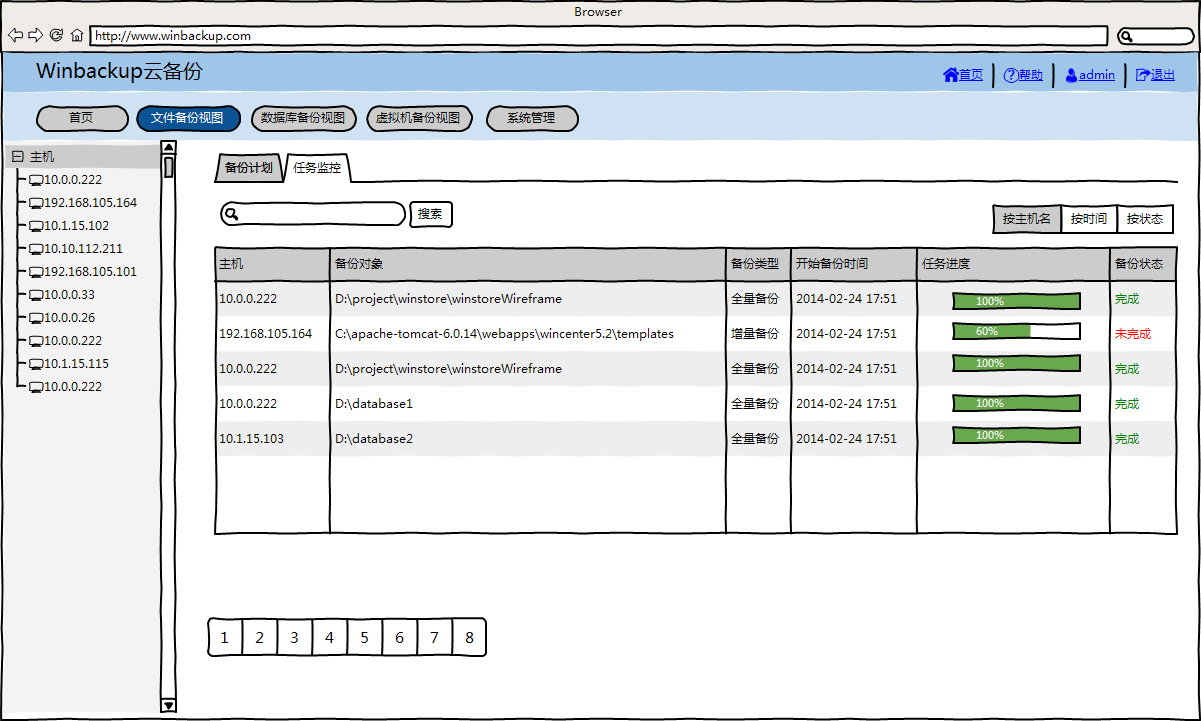 Browser
http://www.winbackup.com
Winbackup云备份
首页 帮助 admin 退出
首页 文件备份视图 数据库备份视图 虚拟机备份视图 系统管理
主机
10.0.0.222
192.168.105.164
10.1.15.102
10.10.112.211
192.168.105.101
10.0.0.33
10.0.0.26
10.0.0.222
10.1.15.115
10.0.0.222
备份计划 任务监控
搜索
按主机名 按时间 按状态
主机 备份对象 备份类型 开始备份时间 任务进度 备份状态
10.0.0.222 D:\project\winstore\winstoreWireframe 全量备份 2014-02-24 17:51 100% 完成
192.168.105.164 C:\apache-tomcat-6.0.14\webapps\wincenter5.2\templates 增量备份 2014-02-24 17:51 60% 未完成
10.0.0.222 D:\project\winstore\winstoreWireframe 全量备份 2014-02-24 17:51 100% 完成
10.0.0.222 D:\database1 全量备份 2014-02-24 17:51 100% 完成
10.1.15.103 D:\database2 全量备份 2014-02-24 17:51 100% 完成
1 2 3 4 5 6 7 8